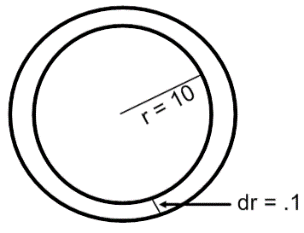 r = 10
dr = .1